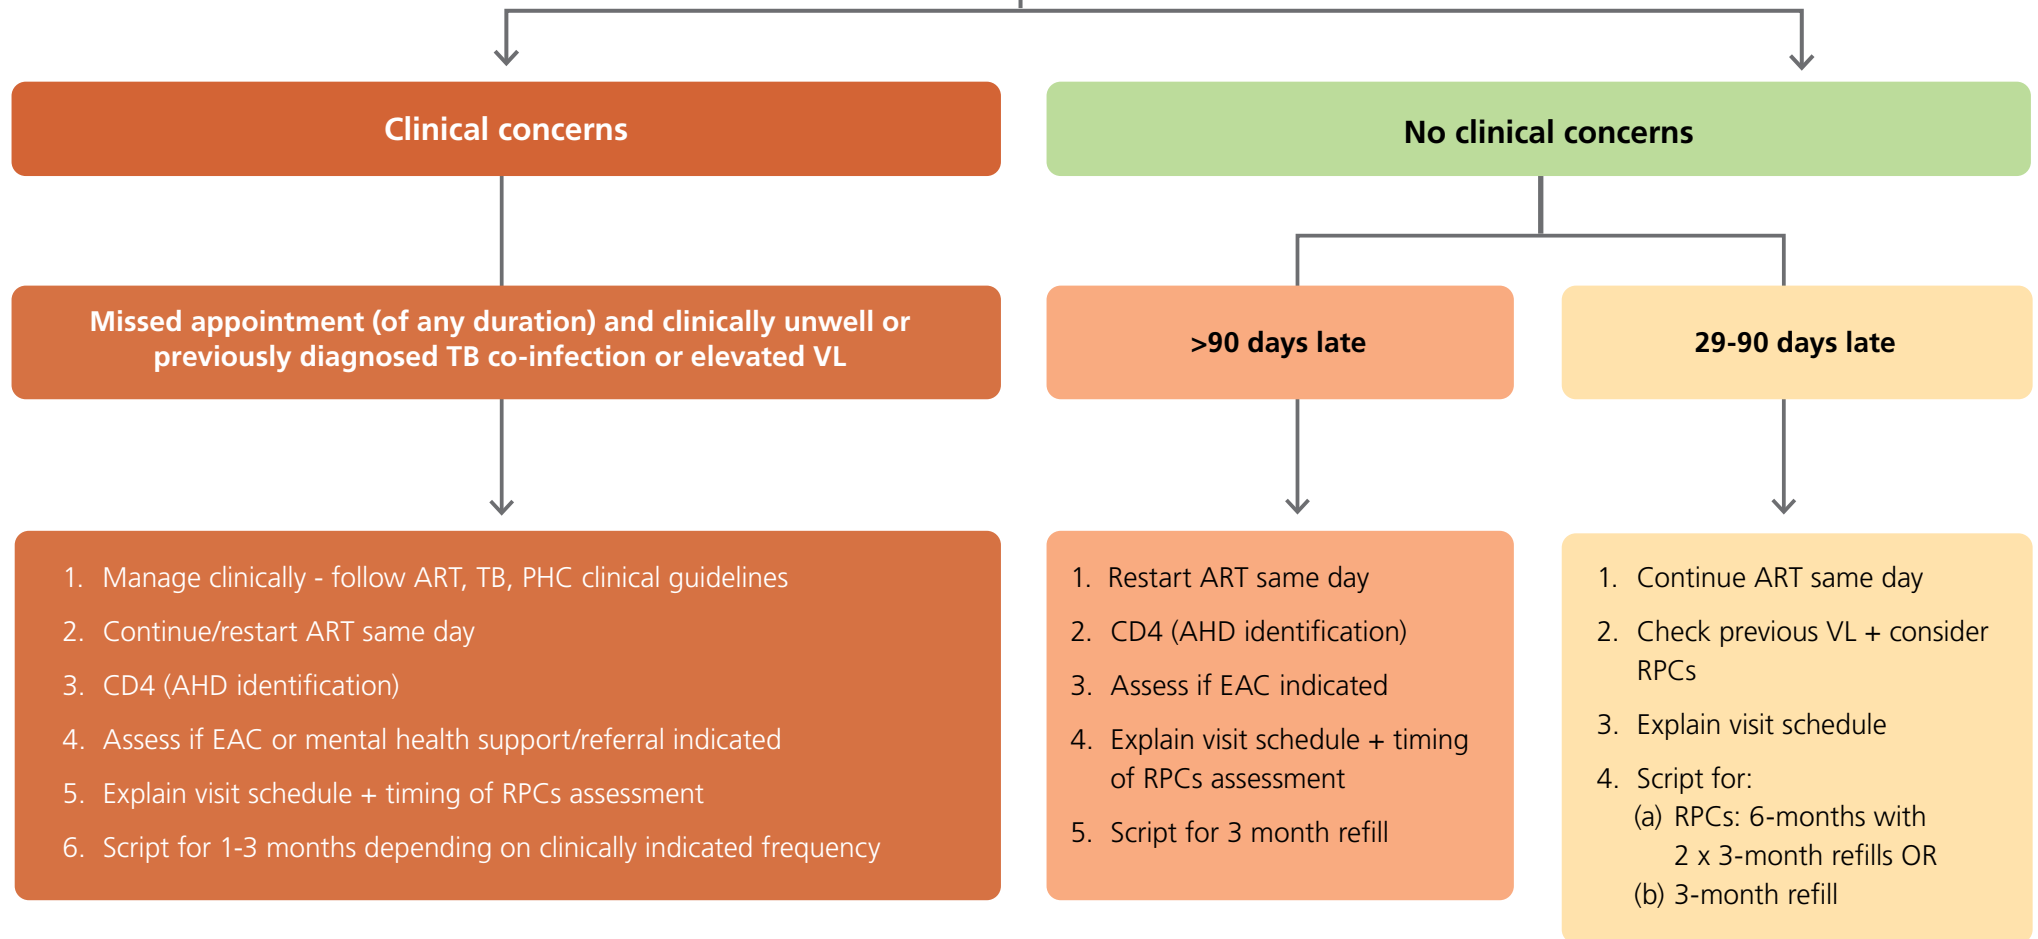 Clinical concerns
No clinical concerns
Missed appointment (of any duration) and clinically unwell or
previously diagnosed TB co-infection or elevated VL
>90 days late
29-90 days late
1. Manage clinically - follow ART, TB, PHC clinical guidelines
2. Continue/restart ART same day
3. CD4 (AHD identification)
4. Assess if EAC or mental health support/referral indicated
5. Explain visit schedule + timing of RPCs assessment
6. Script for 1-3 months depending on clinically indicated frequency
1. Restart ART same day
2. CD4 (AHD identification)
3. Assess if EAC indicated
4. Explain visit schedule + timing
of RPCs assessment
5. Script for 3 month refill
1. Continue ART same day
2. Check previous VL + consider
RPCs
3. Explain visit schedule
4. Script for:
(a) RPCs: 6-months with
2 x 3-month refills OR
(b) 3-month refill